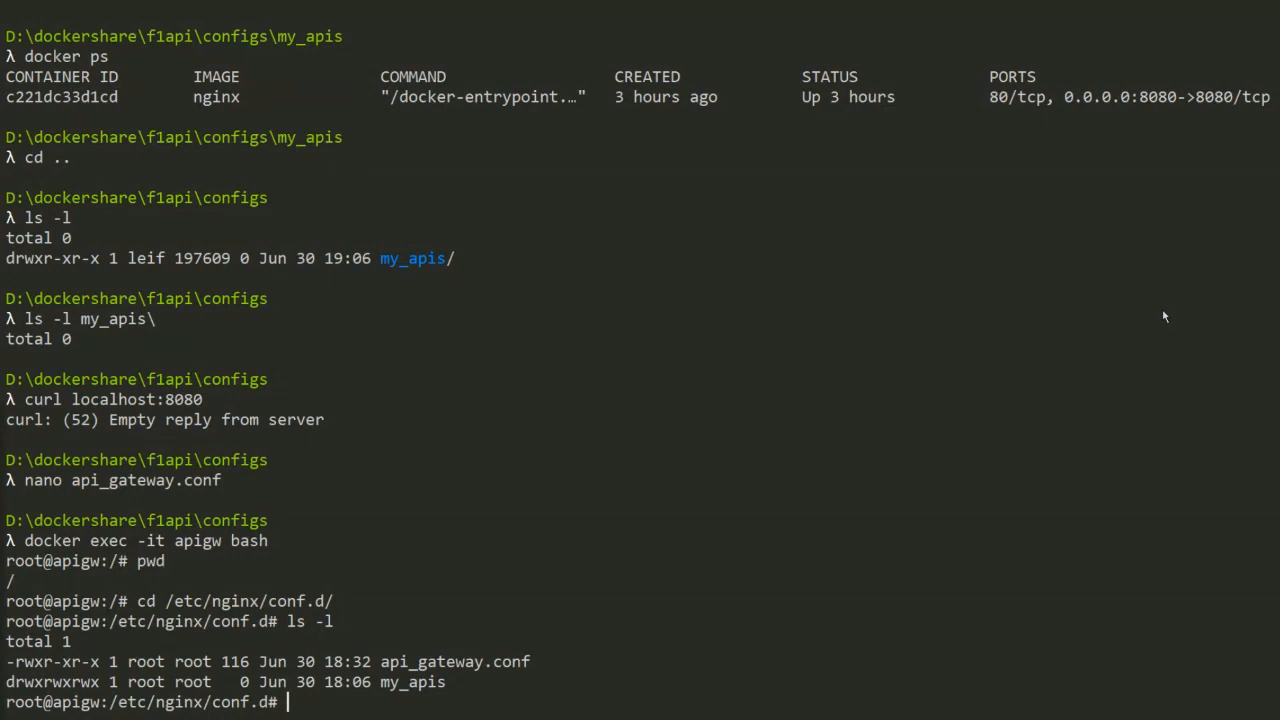 D:\dockershare\f1api\configs\my_apis
λ docker ps
CONTAINER ID IMAGE COMMAND CREATED STATUS PORTS
c221dc33d1cd nginx "/docker-entrypoint.…" 3 hours ago Up 3 hours 80/tcp, 0.0.0.0:8080->8080/tcp
D:\dockershare\f1api\configs\my_apis
λ cd ..
D:\dockershare\f1api\configs
λ ls -l
total 0
drwxr-xr-x 1 leif 197609 0 Jun 30 19:06 my_apis/
D:\dockershare\f1api\configs
λ ls -l my_apis\
total 0
D:\dockershare\f1api\configs
λ curl localhost:8080
curl: (52) Empty reply from server
D:\dockershare\f1api\configs
λ nano api_gateway.conf
D:\dockershare\f1api\configs
λ docker exec -it apigw bash
root@apigw:/# pwd
/
root@apigw:/# cd /etc/nginx/conf.d/
root@apigw:/etc/nginx/conf.d# ls -l
total 1
-rwxr-xr-x 1 root root 116 Jun 30 18:32 api_gateway.conf
drwxrwxrwx 1 root root 0 Jun 30 18:06 my_apis
root@apigw:/etc/nginx/conf.d#